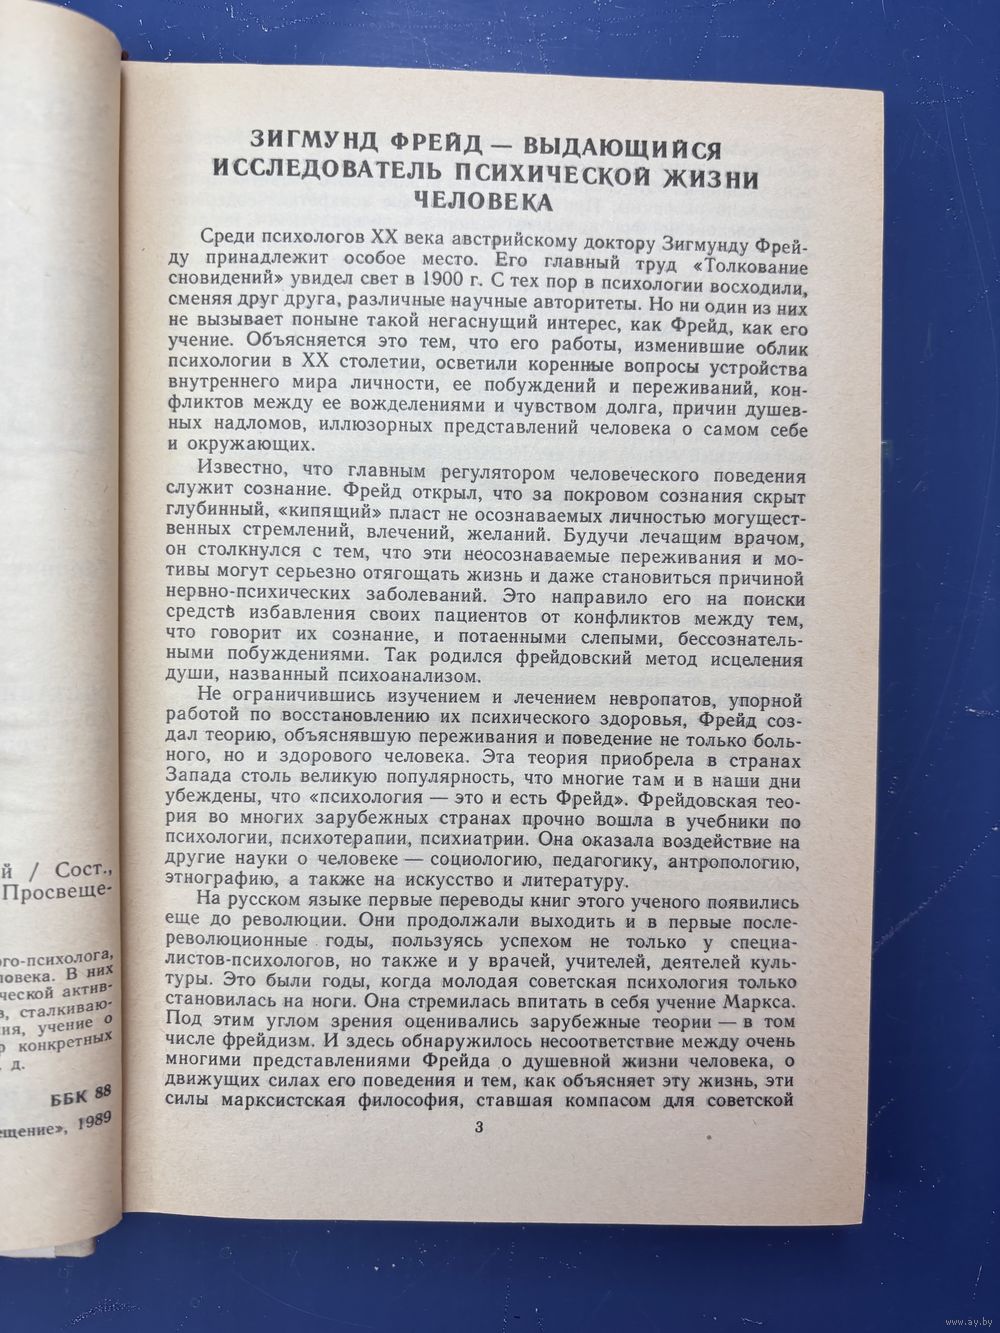 й / Сост.,
Просвеще-
го-психолога,
ловека. В них
ческой актив-
в, сталкиваю-
ия, учение о
р конкретных
д.
ББК 88
ещение», 1989
ЗИГМУНД ФРЕЙД — ВЫДАЮЩИЙСЯ
ИССЛЕДОВАТЕЛЬ ПСИХИЧЕСКОЙ ЖИЗНИ
ЧЕЛОВЕКА
Среди психологов XX века австрийскому доктору Зигмунду Фрей-
ду принадлежит особое место. Его главный труд «Толкование
сновидений» увидел свет в 1900 г. С тех пор в психологии восходили,
сменяя друг друга, различные научные авторитеты. Но ни один из них
не вызывает поныне такой негаснущий интерес, как Фрейд, как его
учение. Объясняется это тем, что его работы, изменившие облик
психологии в XX столетии, осветили коренные вопросы устройства
внутреннего мира личности, ее побуждений и переживаний, кон-
фликтов между ее вожделениями и чувством долга, причин душев-
ных надломов, иллюзорных представлений человека о самом себе
и окружающих.
Известно, что главным регулятором человеческого поведения
служит сознание. Фрейд открыл, что за покровом сознания скрыт
глубинный, «кипящий» пласт не осознаваемых личностью могущест-
венных стремлений, влечений, желаний. Будучи лечащим врачом,
он столкнулся с тем, что эти неосознаваемые переживания и мо-
тивы могут серьезно отягощать жизнь и даже становиться причиной
нервно-психических заболеваний. Это направило его на поиски
средств избавления своих пациентов от конфликтов между тем,
что говорит их сознание, и потаенными слепыми, бессознатель-
ными побуждениями. Так родился фрейдовский метод исцеления
души, названный психоанализом.
Не ограничившись изучением и лечением невропатов, упорной
работой по восстановлению их психического здоровья, Фрейд соз-
дал теорию, объяснявшую переживания и поведение не только боль-
ного, но и здорового человека. Эта теория приобрела в странах
Запада столь великую популярность, что многие там и в наши дни
убеждены, что «психология — это и есть Фрейд». Фрейдовская тео-
рия во многих зарубежных странах прочно вошла в учебники по
психологии, психотерапии, психиатрии. Она оказала воздействие на
другие науки о человеке — социологию, педагогику, антропологию,
этнографию, а также на искусство и литературу.
На русском языке первые переводы книг этого ученого появились
еще до революции. Они продолжали выходить и в первые после-
революционные годы, пользуясь успехом не только у специа-
листов-психологов, но также и у врачей, учителей, деятелей куль-
туры. Это были годы, когда молодая советская психология только
становилась на ноги. Она стремилась впитать в себя учение Маркса.
Под этим углом зрения оценивались зарубежные теории — в том
числе фрейдизм. И здесь обнаружилось несоответствие между очень
многими представлениями Фрейда о душевной жизни человека, о
движущих силах его поведения и тем, как объясняет эту жизнь, эти
силы марксистская философия, ставшая компасом для советской
3
www.ay.by